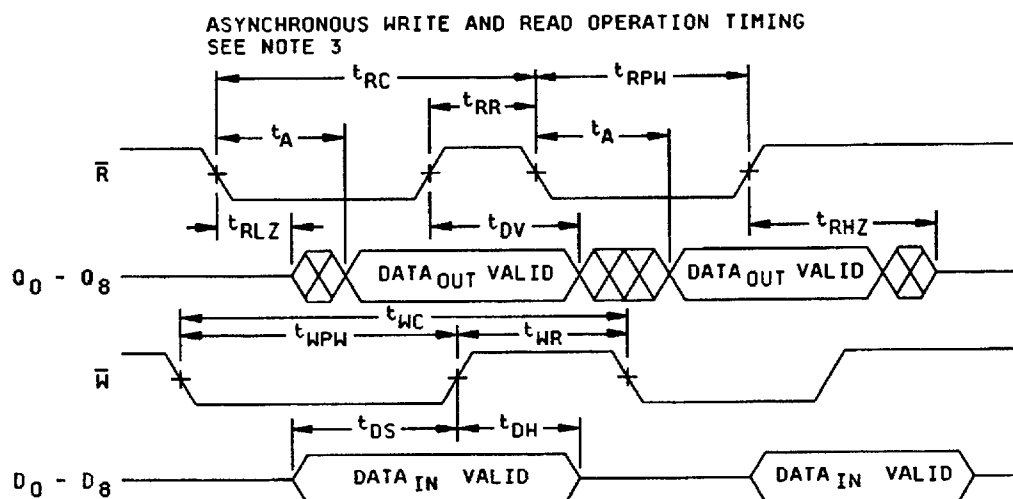 ASYNCHRONOUS WRITE AND READ OPERATION TIMING
SEE NOTE 3
tRC
tRPW
tRR
tA
tA
R̅
tRLZ
tDV
tRHZ
Q0 - Q8
DATAOUT VALID
DATAOUT VALID
tWC
tWPW
tWR
W̅
tDS
tDH
D0 - D8
DATAIN VALID
DATAIN VALID